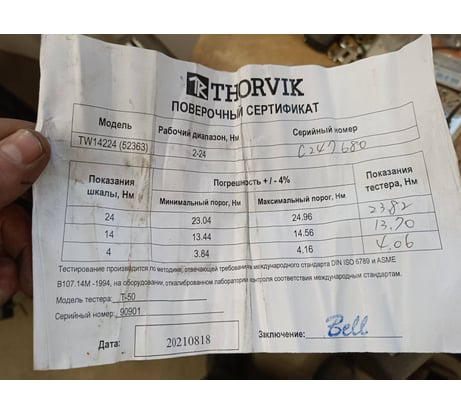 THORVIK
ПОВЕРОЧНЫЙ СЕРТИФИКАТ
Модель Рабочий диапазон, Нм Серийный номер
TW14224 (52363) 2-24 C247680
Показания шкалы, Нм Погрешность + / - 4% Показания тестера, Нм
Минимальный порог, Нм Максимальный порог, Нм
24 23.04 24.96 23.82
14 13.44 14.56 13.70
4 3.84 4.16 4.06
Тестирование производится по методике, отвечающей требованиям международного стандарта DIN ISO 6789 и ASME
B107.14M -1994, на оборудовании, откалиброванном лабораторией контроля соответствия международным стандартам.
Модель тестера: T-50
Серийный номер: 90901
Дата: 20210818 Заключение: Bell